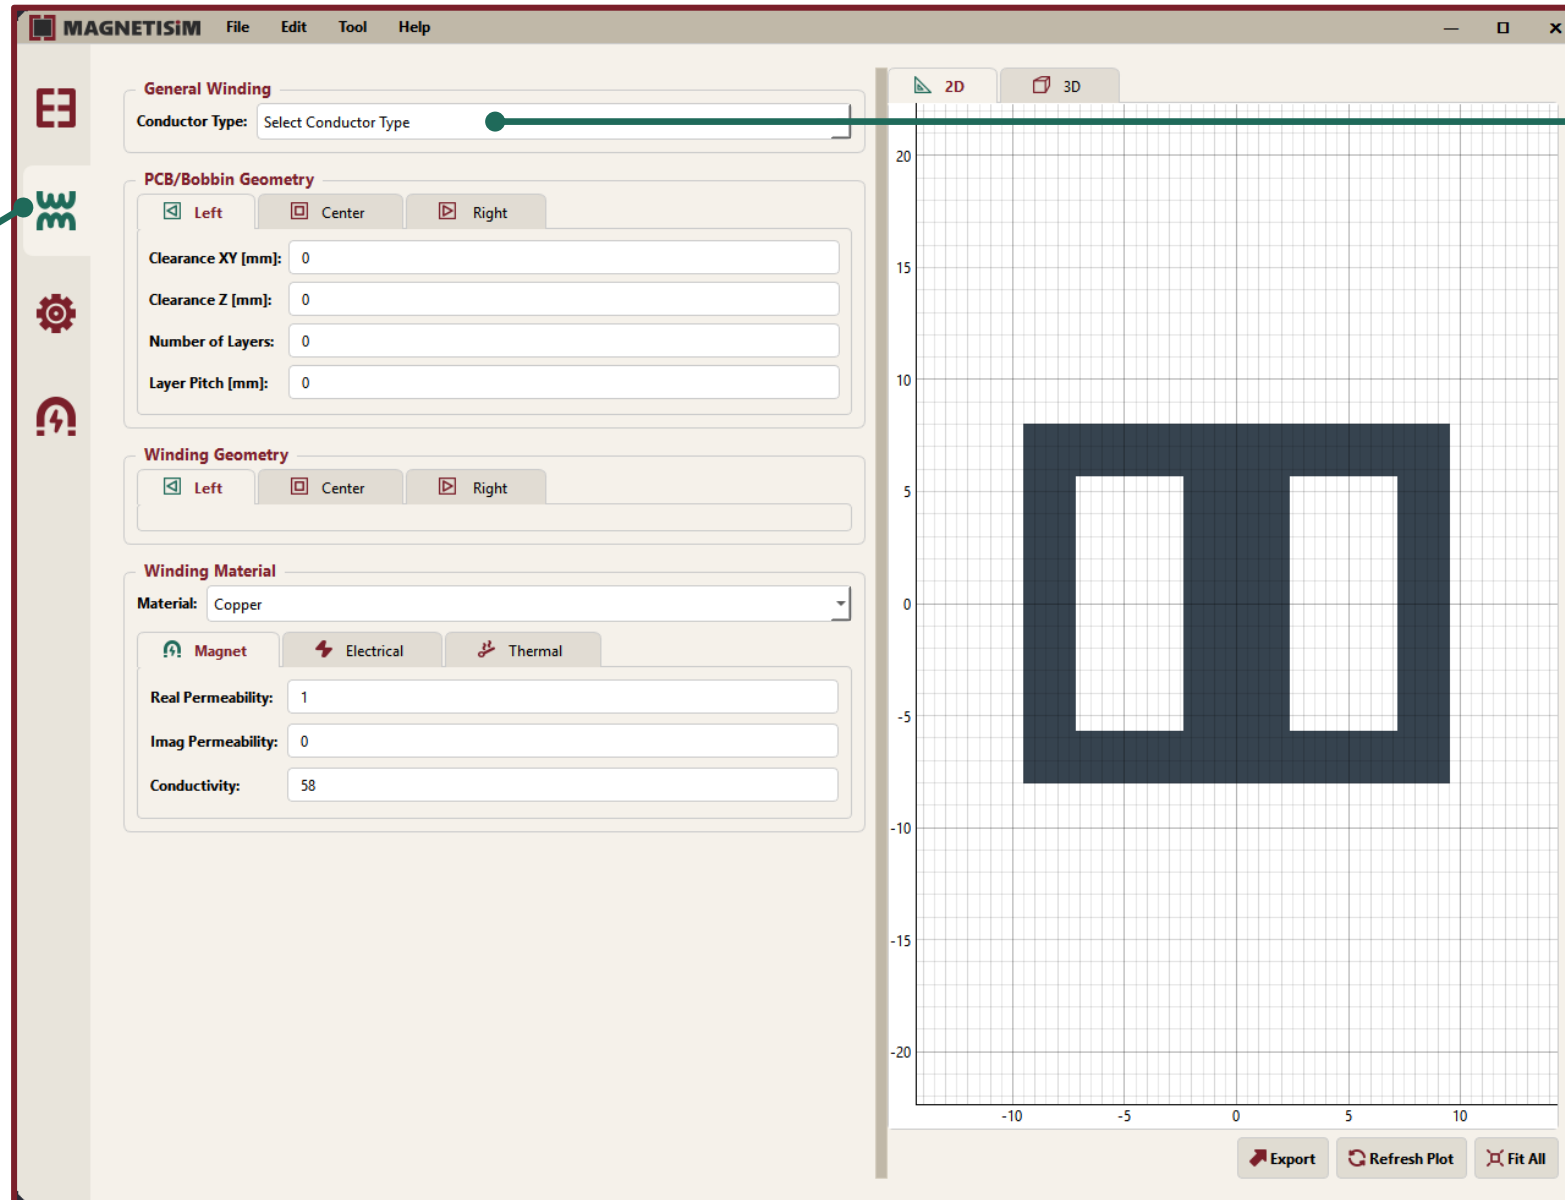 MAGNETISiM File Edit Tool Help
General Winding
Conductor Type: Select Conductor Type
PCB/Bobbin Geometry
Left Center Right
Clearance XY [mm]: 0
Clearance Z [mm]: 0
Number of Layers: 0
Layer Pitch [mm]: 0
Winding Geometry
Left Center Right
Winding Material
Material: Copper
Magnet Electrical Thermal
Real Permeability: 1
Imag Permeability: 0
Conductivity: 58
2D 3D
20
15
10
5
0
-5
-10
-15
-20
-10 -5 0 5 10
Export Refresh Plot Fit All